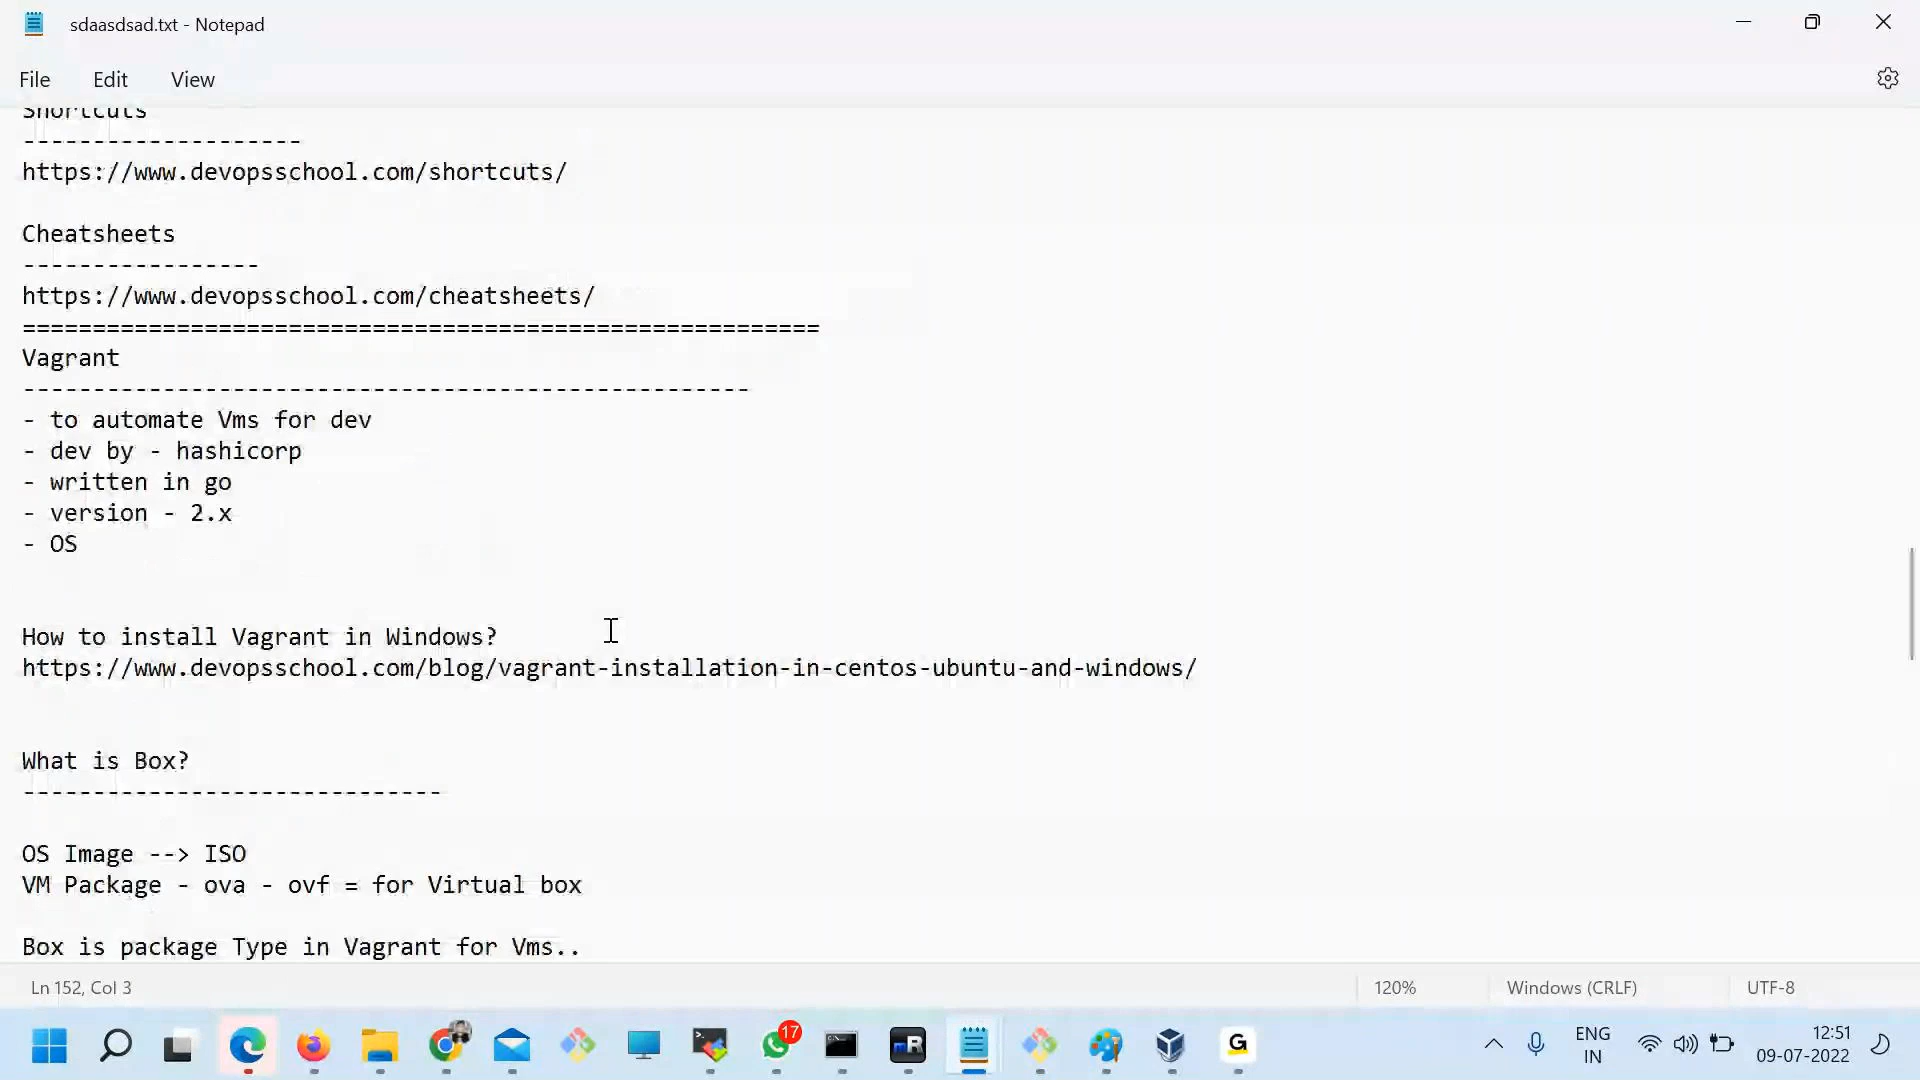 sdaasdsad.txt - Notepad
File Edit View
Shortcuts
--------------------
https://www.devopsschool.com/shortcuts/
Cheatsheets
-----------------
https://www.devopsschool.com/cheatsheets/
=========================================================
Vagrant
----------------------------------------------------
- to automate Vms for dev
- dev by - hashicorp
- written in go
- version - 2.x
- OS
How to install Vagrant in Windows?
https://www.devopsschool.com/blog/vagrant-installation-in-centos-ubuntu-and-windows/
What is Box?
------------------------------
OS Image --> ISO
VM Package - ova - ovf = for Virtual box
Box is package Type in Vagrant for Vms..
Ln 152, Col 3 120% Windows (CRLF) UTF-8
17
mR
G
ENG
IN
12:51
09-07-2022